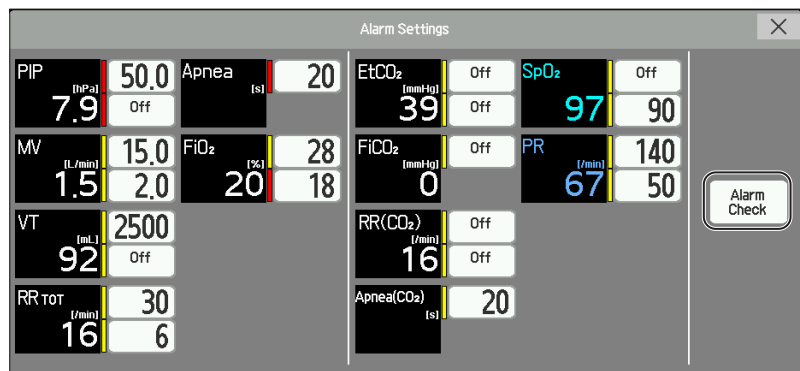 Alarm Settings
PIP [hPa] 7.9 50.0 Off
Apnea [s] 20
EtCO₂ [mmHg] 39 Off Off
SpO₂ 97 Off 90
MV [L/min] 1.5 15.0 2.0
FiO₂ [%] 20 28 18
FiCO₂ [mmHg] 0 Off
PR [/min] 67 140 50
VT [mL] 92 2500 Off
RR(CO₂) [/min] 16 Off Off
RR TOT [/min] 16 30 6
Apnea(CO₂) [s] 20
Alarm
Check